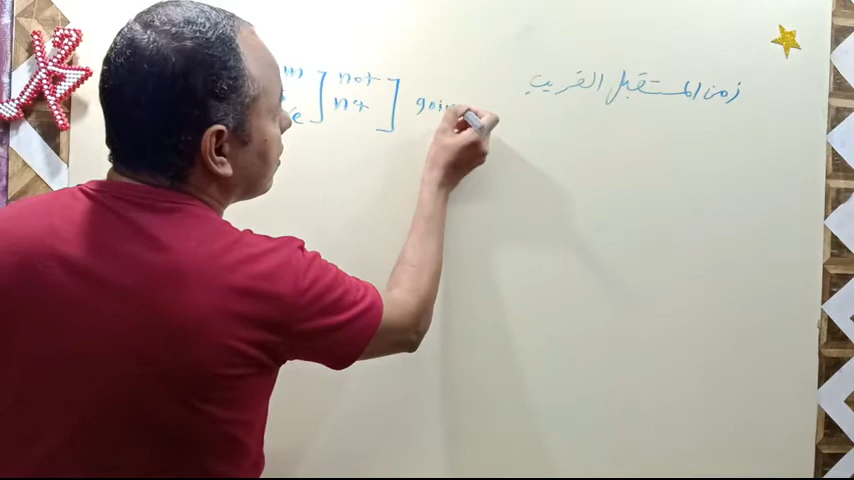 زمن المستقبل القريب
m ] not ]
e n't goin